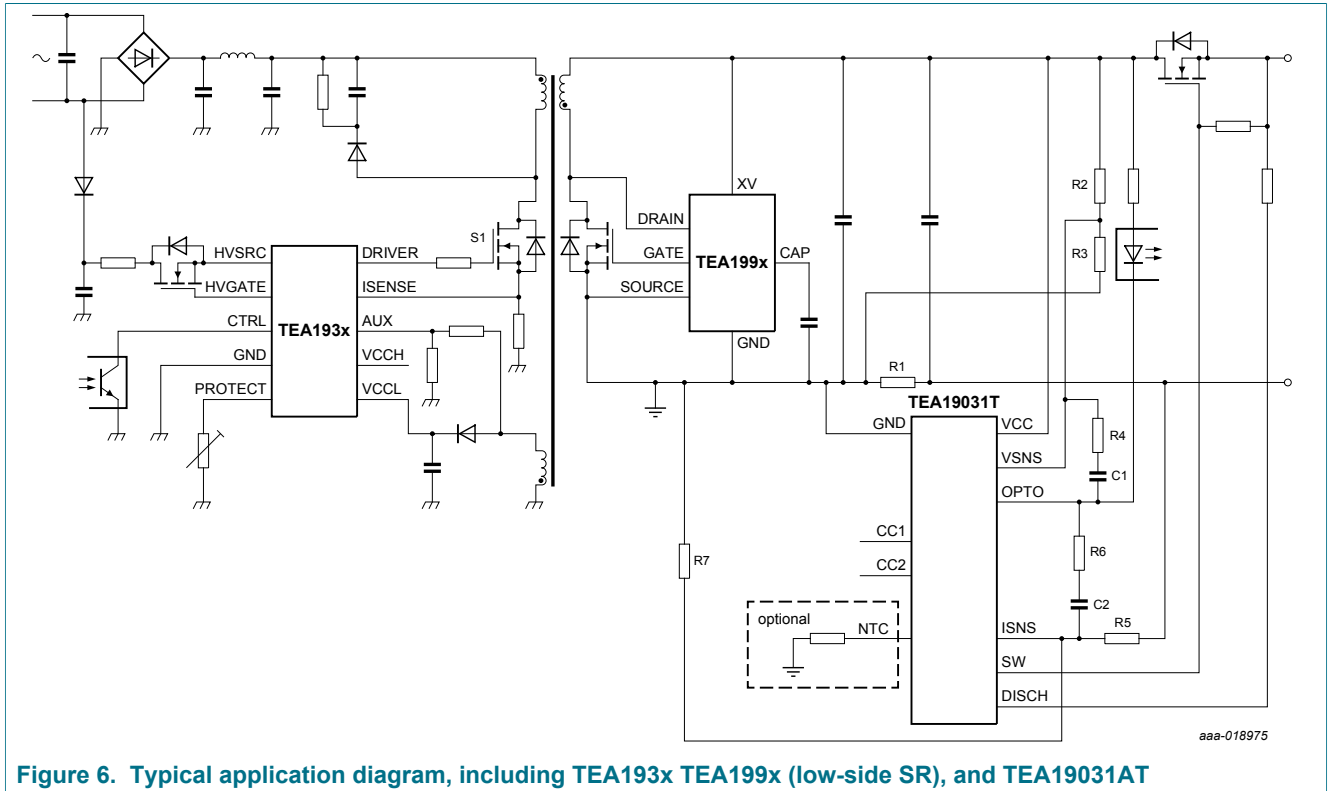 XV
R2
DRAIN
S1
HVSRC
DRIVER
GATE
TEA199x
CAP
R3
HVGATE
ISENSE
SOURCE
CTRL
TEA193x
AUX
GND
VCCH
GND
R1
PROTECT
VCCL
TEA19031T
GND
VCC
R4
VSNS
C1
OPTO
CC1
R6
R7
CC2
C2
optional
NTC
ISNS
R5
SW
DISCH
aaa-018975
Figure 6. Typical application diagram, including TEA193x TEA199x (low-side SR), and TEA19031AT